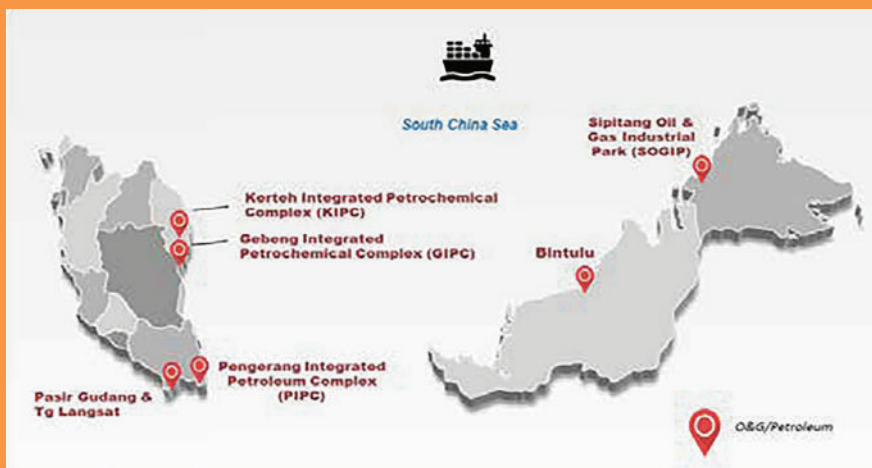 South China Sea
Sipitang Oil &
Gas Industrial
Park (SOGIP)
Kerteh Integrated Petrochemical
Complex (KIPC)
Gebeng Integrated
Petrochemical Complex (GIPC)
Bintulu
Pengerang Integrated
Petroleum Complex
(PIPC)
Pasir Gudang &
Tg Langsat
O&G/Petroleum